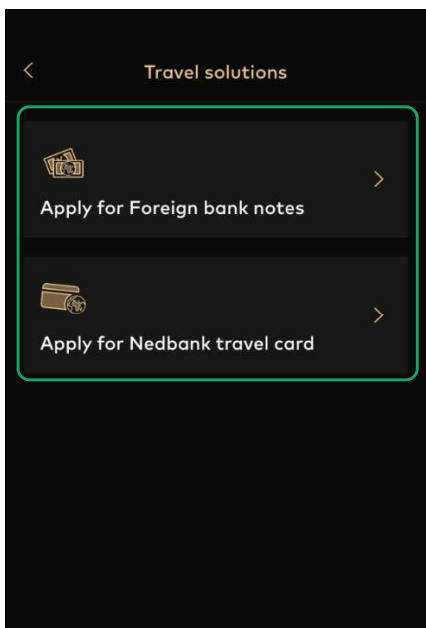 Travel solutions
Apply for Foreign bank notes
Apply for Nedbank travel card